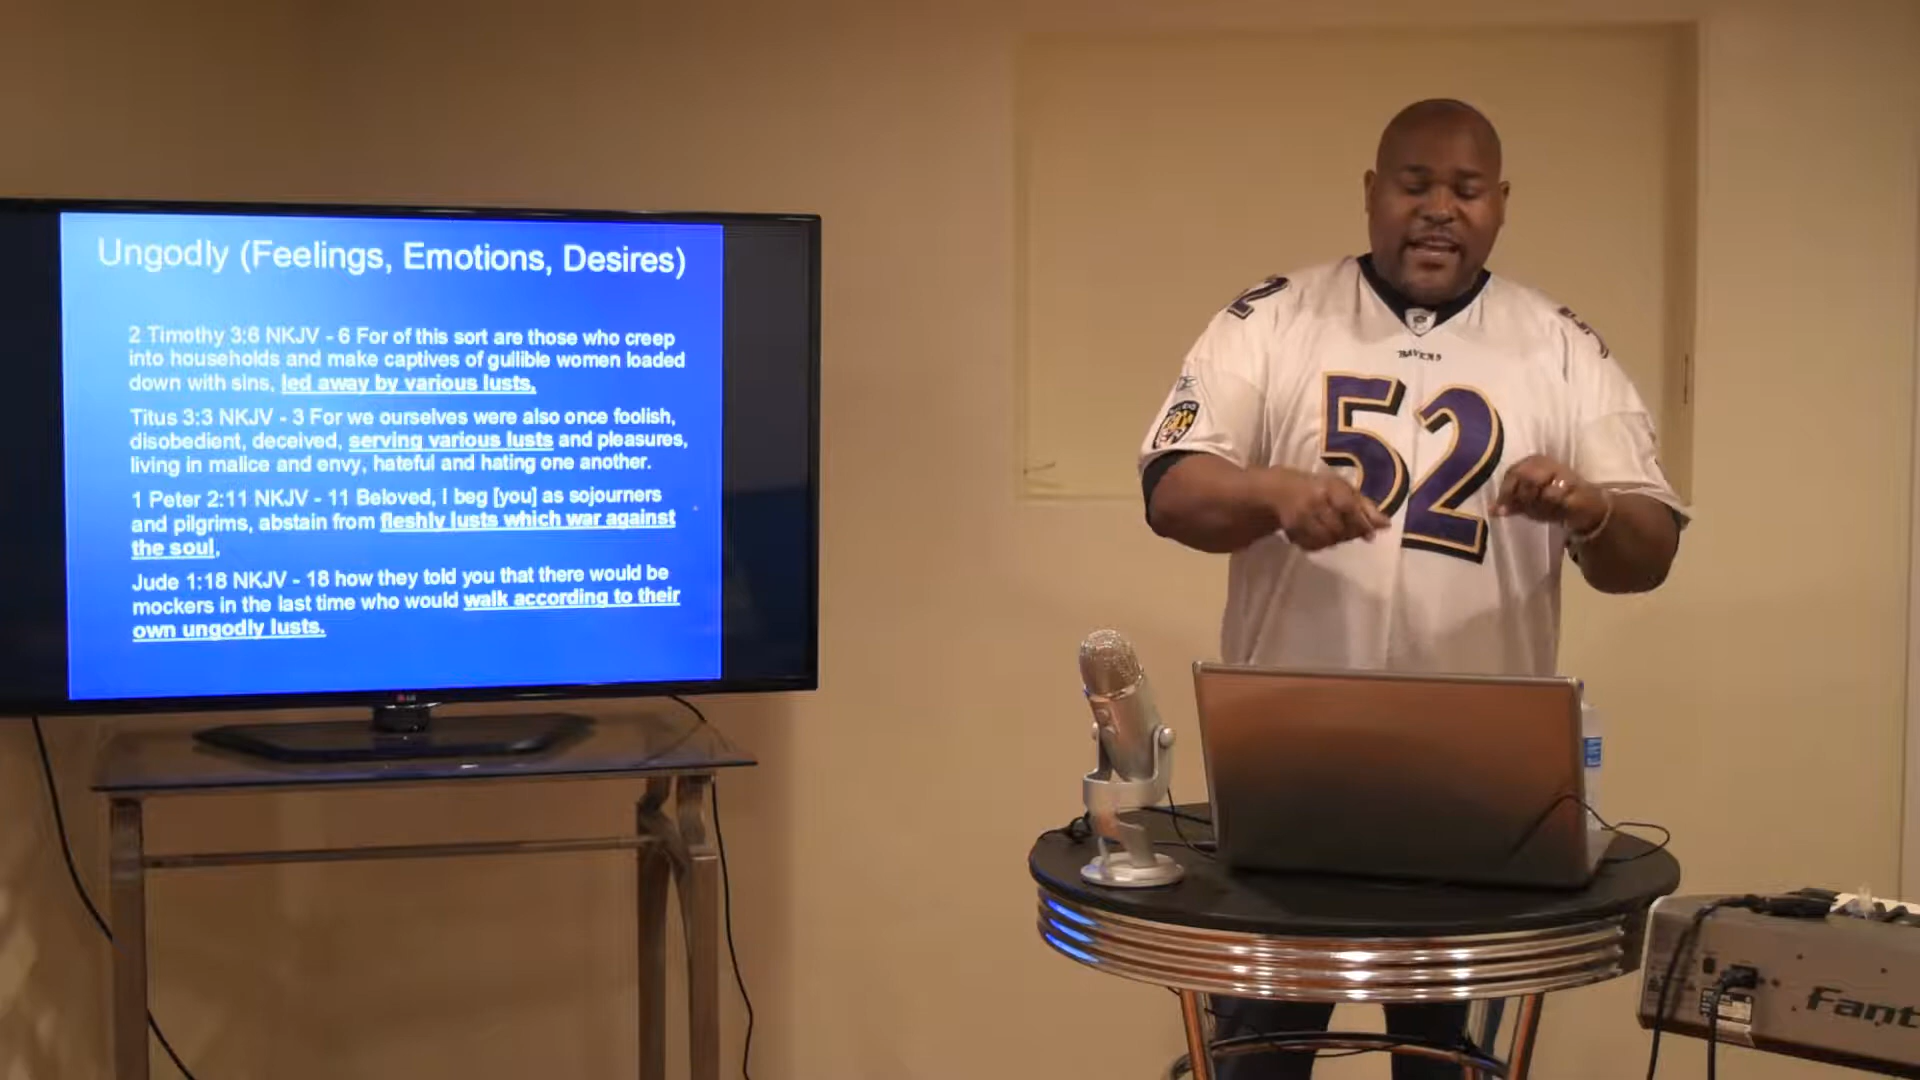 Ungodly (Feelings, Emotions, Desires)
2 Timothy 3:6 NKJV - 6 For of this sort are those who creep
into households and make captives of gullible women loaded
down with sins, led away by various lusts,
Titus 3:3 NKJV - 3 For we ourselves were also once foolish,
disobedient, deceived, serving various lusts and pleasures,
living in malice and envy, hateful and hating one another.
1 Peter 2:11 NKJV - 11 Beloved, I beg [you] as sojourners
and pilgrims, abstain from fleshly lusts which war against
the soul,
Jude 1:18 NKJV - 18 how they told you that there would be
mockers in the last time who would walk according to their
own ungodly lusts.
LG
52
RAVENS
52
Fant